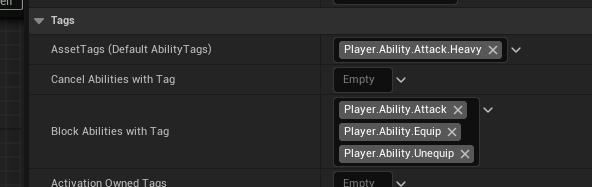 Tags
AssetTags (Default AbilityTags)
Player.Ability.Attack.Heavy
Cancel Abilities with Tag
Empty
Block Abilities with Tag
Player.Ability.Attack
Player.Ability.Equip
Player.Ability.Unequip
Activation Owned Tags
Empty